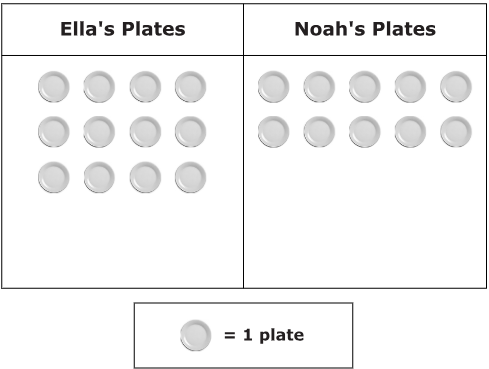 Ella's Plates
Noah's Plates
= 1 plate